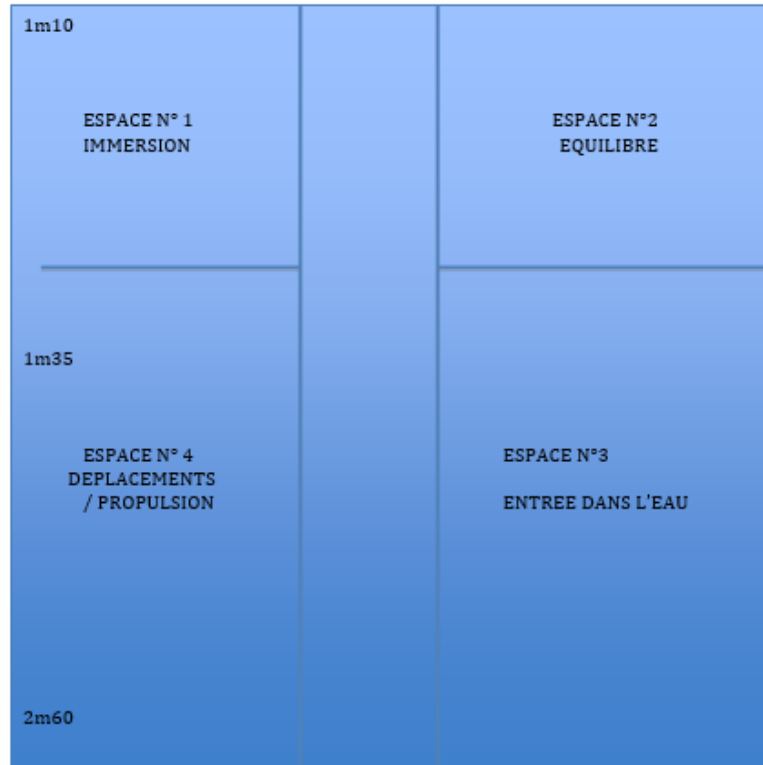 1m10
ESPACE N° 1
IMMERSION
ESPACE N°2
EQUILIBRE
1m35
ESPACE N° 4
DEPLACEMENTS
/ PROPULSION
ESPACE N°3
ENTREE DANS L'EAU
2m60